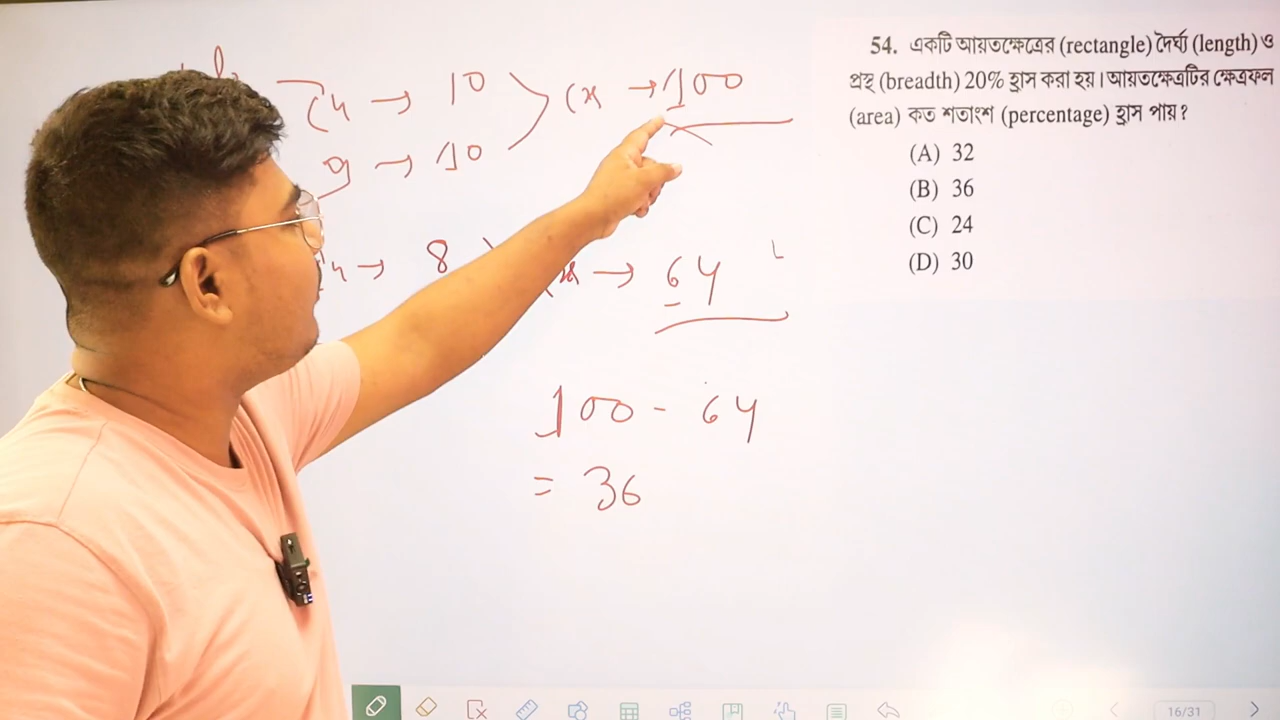 54. একটি আয়তক্ষেত্রের (rectangle) দৈর্ঘ্য (length) ও
প্রস্থ (breadth) 20% হ্রাস করা হয়। আয়তক্ষেত্রটির ক্ষেত্রফল
(area) কত শতাংশ (percentage) হ্রাস পায়?
(A) 32
(B) 36
(C) 24
(D) 30
→ 10
→ 100
→ 10
→ 8
→ 64
100 - 64
= 36
16/31